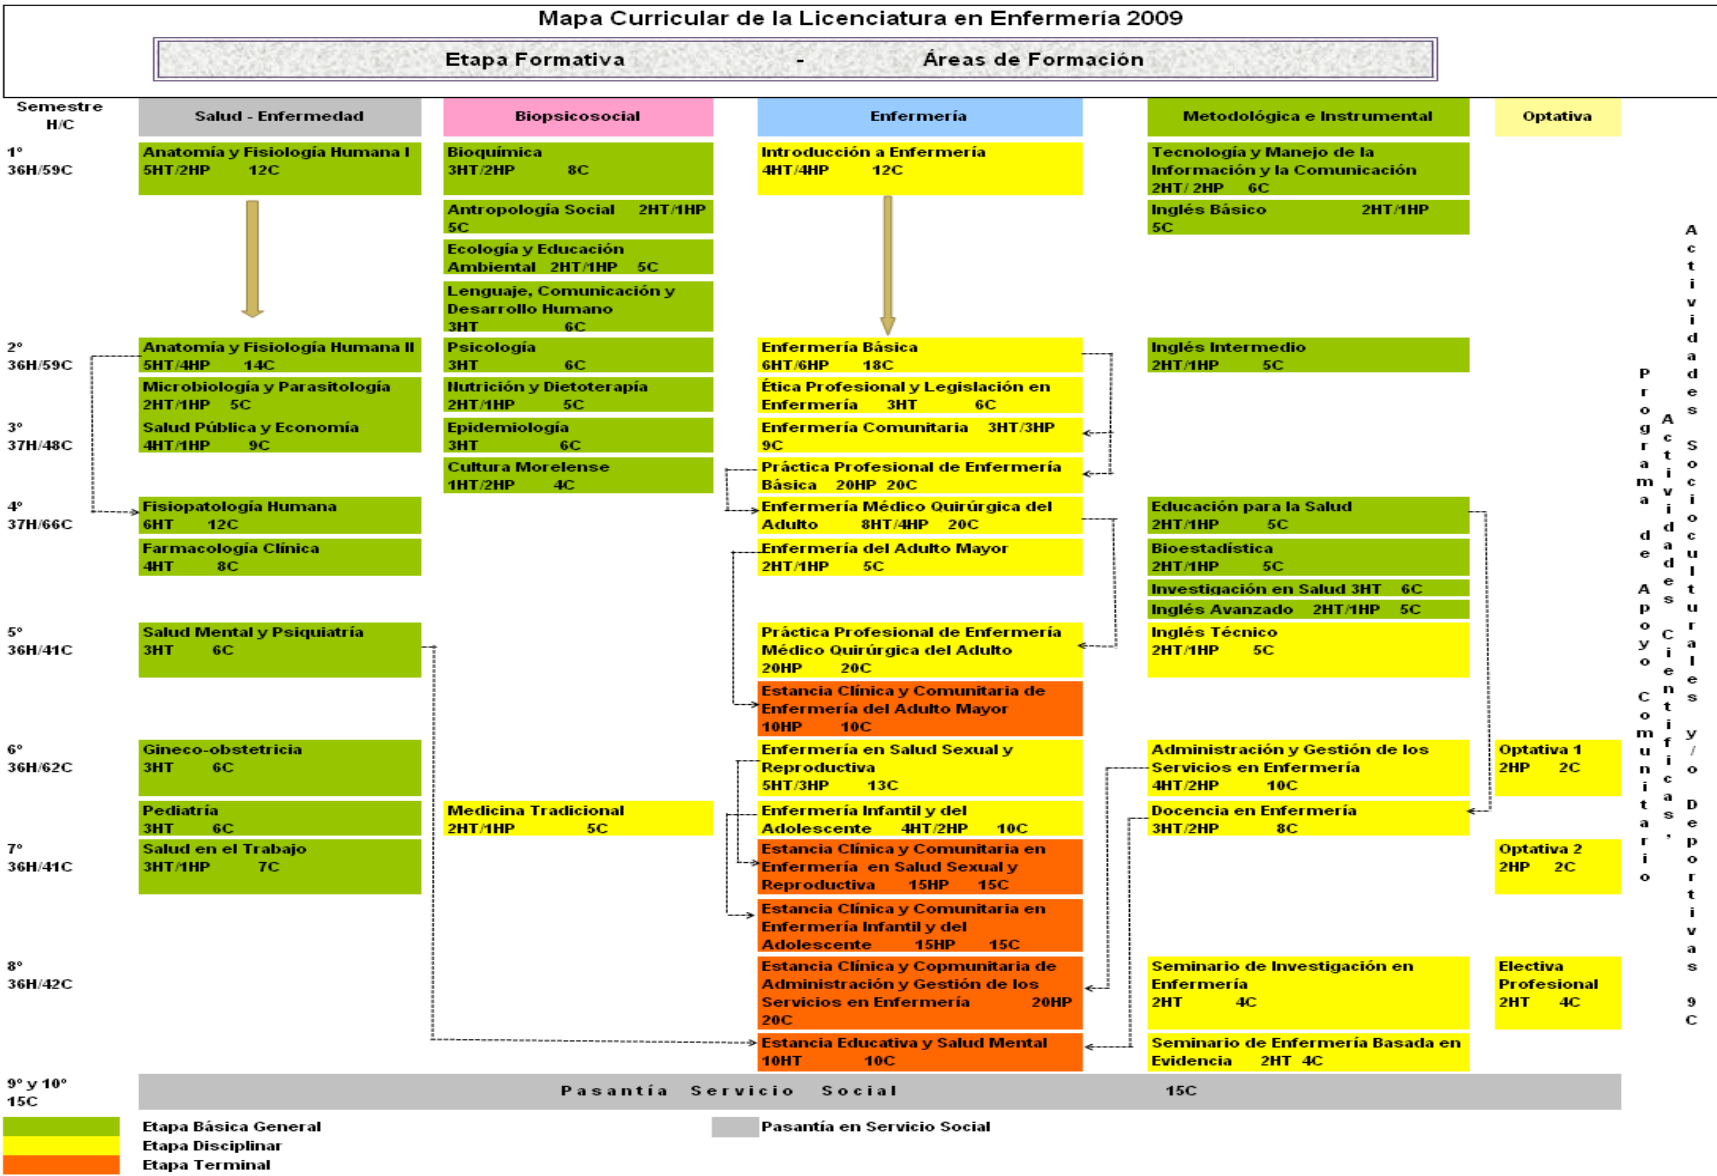 Mapa Curricular de la Licenciatura en Enfermería 2009
Etapa Formativa - Áreas de Formación
Semestre
H/C
Salud - Enfermedad
Biopsicosocial
Enfermería
Metodológica e Instrumental
Optativa
1°
36H/59C
Anatomía y Fisiología Humana I
5HT/2HP 12C
Bioquímica
3HT/2HP 8C
Antropología Social 2HT/1HP
5C
Ecología y Educación
Ambiental 2HT/1HP 5C
Lenguaje, Comunicación y
Desarrollo Humano
3HT 6C
Introducción a Enfermería
4HT/4HP 12C
Tecnología y Manejo de la
Información y la Comunicación
2HT/ 2HP 6C
Inglés Básico 2HT/1HP
5C
2°
36H/59C
Anatomía y Fisiología Humana II
5HT/4HP 14C
Microbiología y Parasitología
2HT/1HP 5C
Psicología
3HT 6C
Nutrición y Dietoterapía
2HT/1HP 5C
Enfermería Básica
6HT/6HP 18C
Ética Profesional y Legislación en
Enfermería 3HT 6C
Inglés Intermedio
2HT/1HP 5C
3°
37H/48C
Salud Pública y Economía
4HT/1HP 9C
Epidemiología
3HT 6C
Cultura Morelense
1HT/2HP 4C
Enfermería Comunitaria 3HT/3HP
9C
Práctica Profesional de Enfermería
Básica 20HP 20C
4°
37H/66C
Fisiopatología Humana
6HT 12C
Farmacología Clínica
4HT 8C
Enfermería Médico Quirúrgica del
Adulto 8HT/4HP 20C
Enfermería del Adulto Mayor
2HT/1HP 5C
Educación para la Salud
2HT/1HP 5C
Bioestadística
2HT/1HP 5C
Investigación en Salud 3HT 6C
Inglés Avanzado 2HT/1HP 5C
5°
36H/41C
Salud Mental y Psiquiatría
3HT 6C
Práctica Profesional de Enfermería
Médico Quirúrgica del Adulto
20HP 20C
Estancia Clínica y Comunitaria de
Enfermería del Adulto Mayor
10HP 10C
Inglés Técnico
2HT/1HP 5C
6°
36H/62C
Gineco-obstetricia
3HT 6C
Pediatría
3HT 6C
Medicina Tradicional
2HT/1HP 5C
Enfermería en Salud Sexual y
Reproductiva
5HT/3HP 13C
Enfermería Infantil y del
Adolescente 4HT/2HP 10C
Administración y Gestión de los
Servicios en Enfermería
4HT/2HP 10C
Docencia en Enfermería
3HT/2HP 8C
Optativa 1
2HP 2C
7°
36H/41C
Salud en el Trabajo
3HT/1HP 7C
Estancia Clínica y Comunitaria en
Enfermería en Salud Sexual y
Reproductiva 15HP 15C
Estancia Clínica y Comunitaria en
Enfermería Infantil y del
Adolescente 15HP 15C
Optativa 2
2HP 2C
8°
36H/42C
Estancia Clínica y Copmunitaria de
Administración y Gestión de los
Servicios en Enfermería 20HP
20C
Estancia Educativa y Salud Mental
10HT 10C
Seminario de Investigación en
Enfermería
2HT 4C
Seminario de Enfermería Basada en
Evidencia 2HT 4C
Electiva
Profesional
2HT 4C
9° y 10°
15C
Pasantía Servicio Social 15C
Programa de Apoyo Comunitario
Actividades Científicas,
Actividades Socioculturales y/o Deportivas 9C
Etapa Básica General
Etapa Disciplinar
Etapa Terminal
Pasantía en Servicio Social